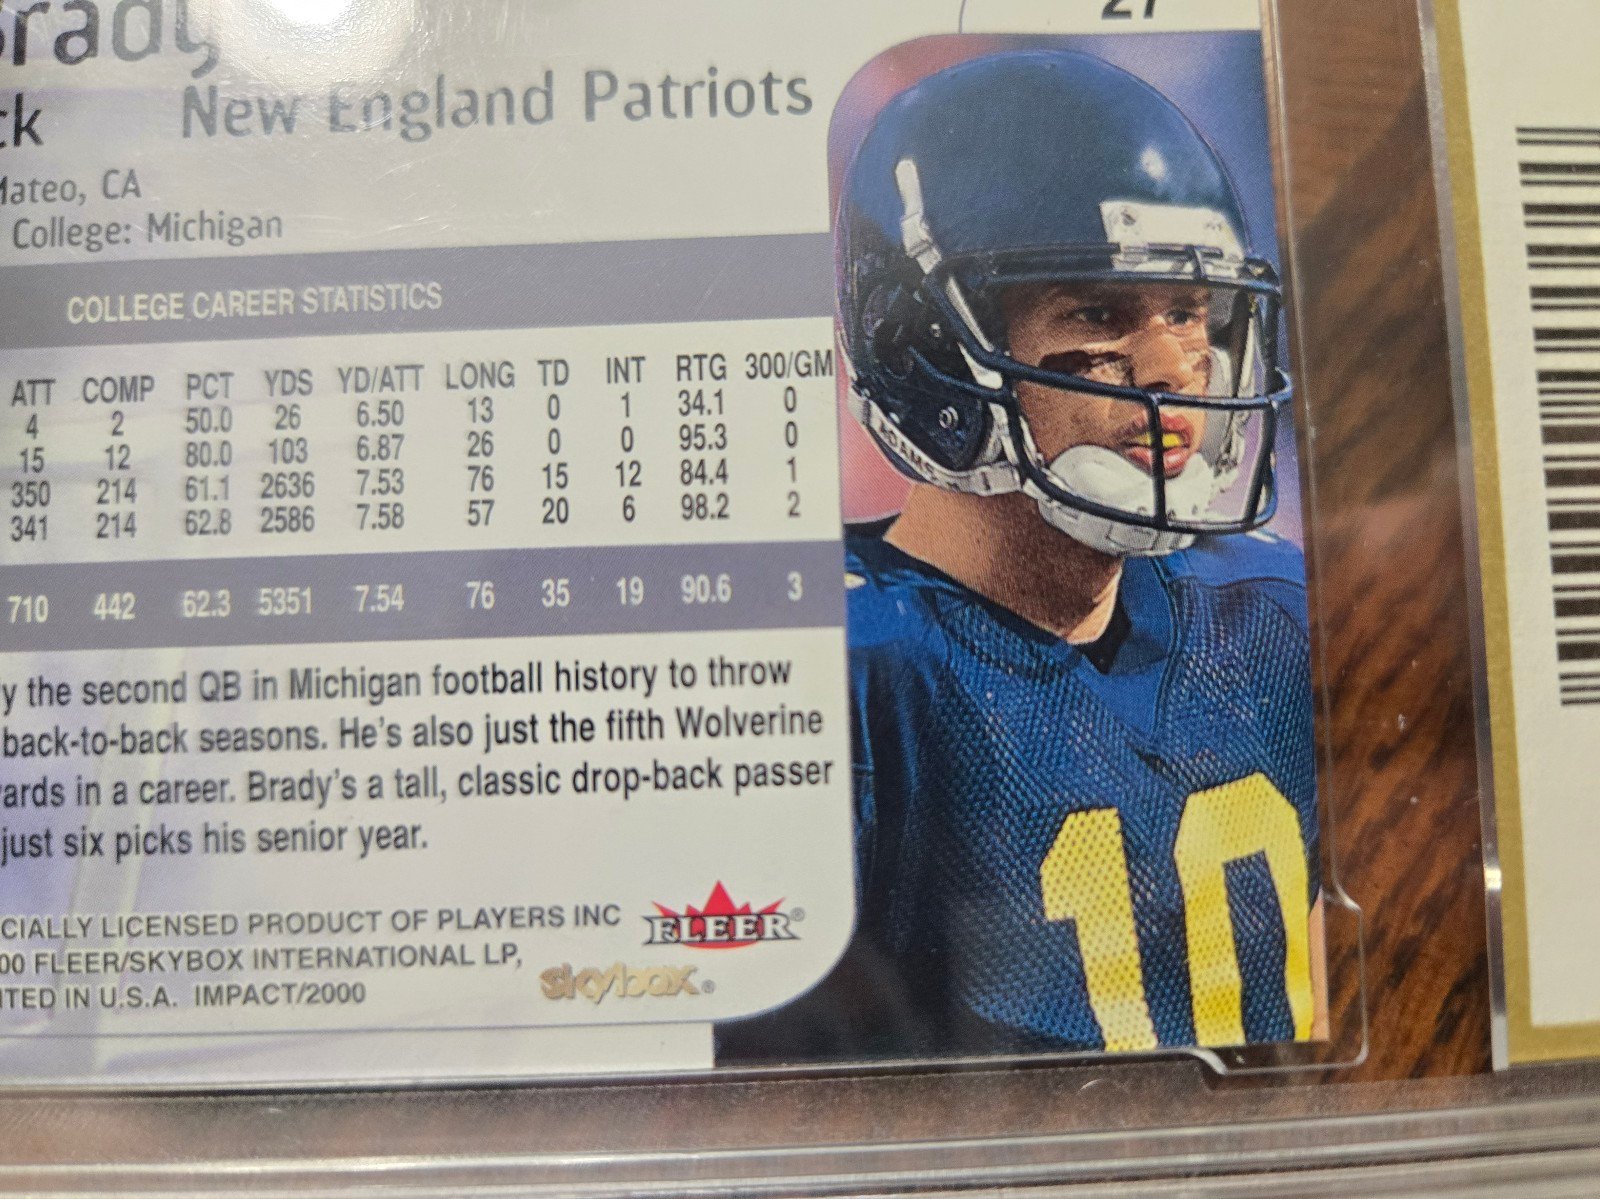 Brady
New England Patriots
Mateo, CA
College: Michigan
COLLEGE CAREER STATISTICS
ATT COMP PCT YDS YD/ATT LONG TD INT RTG 300/GM
4 2 50.0 26 6.50 13 0 1 34.1 0
15 12 80.0 103 6.87 26 0 0 95.3 0
350 214 61.1 2636 7.53 76 15 12 84.4 1
341 214 62.8 2586 7.58 57 20 6 98.2 2
710 442 62.3 5351 7.54 76 35 19 90.6 3
y the second QB in Michigan football history to throw
back-to-back seasons. He's also just the fifth Wolverine
ards in a career. Brady's a tall, classic drop-back passer
just six picks his senior year.
CIALLY LICENSED PRODUCT OF PLAYERS INC
00 FLEER/SKYBOX INTERNATIONAL LP,
TED IN U.S.A. IMPACT/2000
FLEER®
skybox®
ADAMS
10